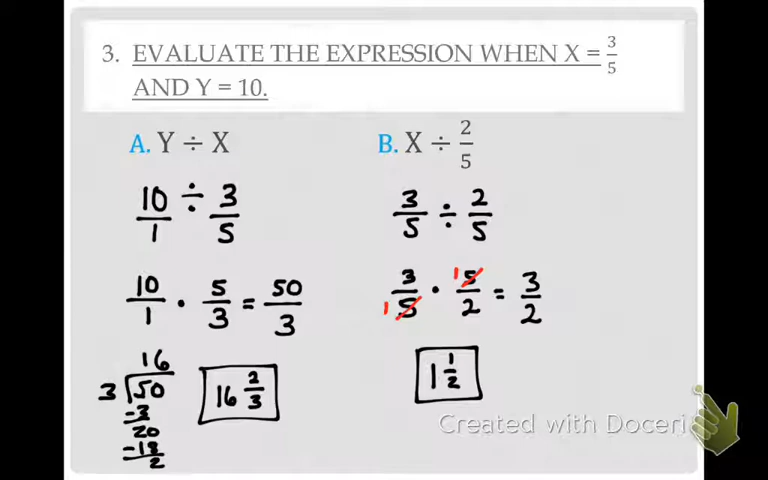 3. EVALUATE THE EXPRESSION WHEN X = 3/5
AND Y = 10.
A. Y ÷ X
10/1 ÷ 3/5
10/1 · 5/3 = 50/3
16
3 50
-3
20
-18
2
16 2/3
B. X ÷ 2/5
3/5 ÷ 2/5
3/5 1 · 1 5/2 = 3/2
1 1/2
Created with Doceri